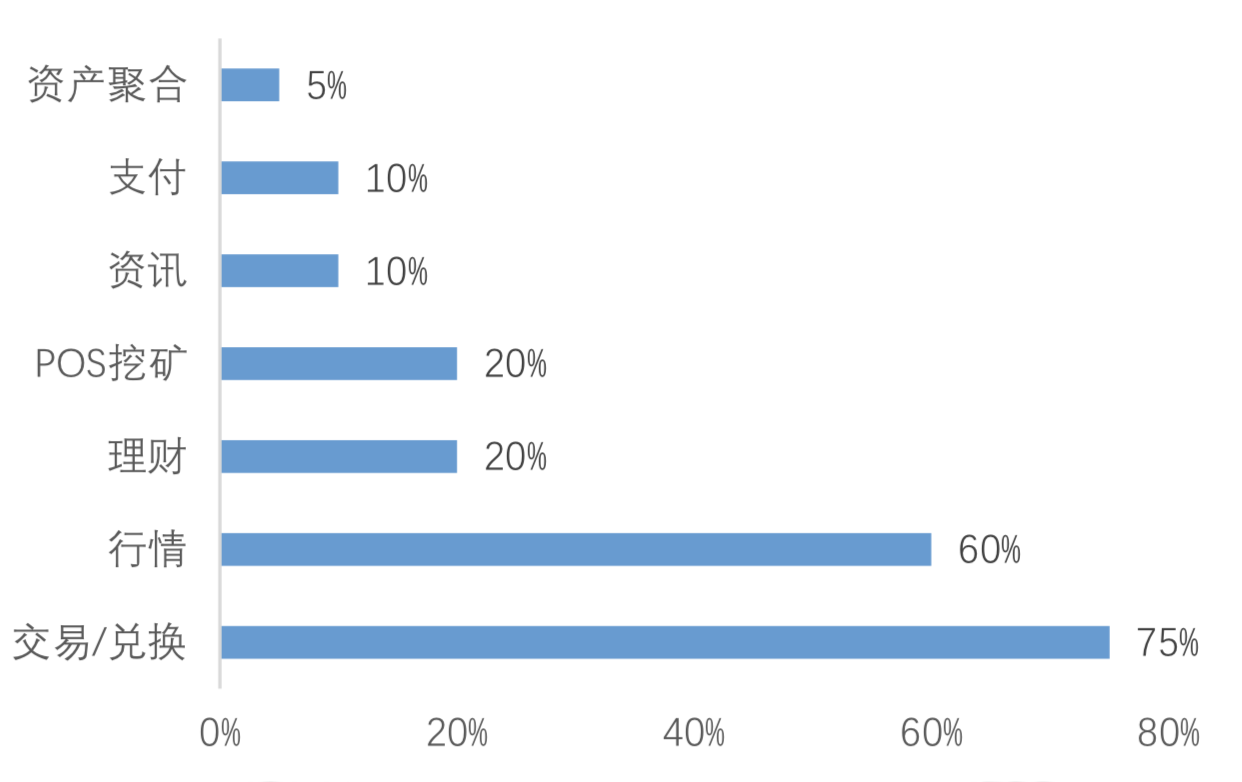 资产聚合 5%
支付 10%
资讯 10%
POS挖矿 20%
理财 20%
行情 60%
交易/兑换 75%
0% 20% 40% 60% 80%